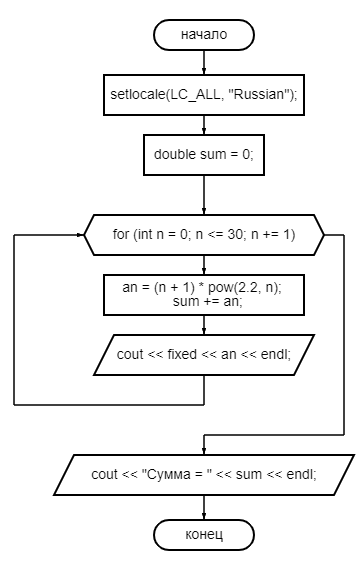 начало
setlocale(LC_ALL, "Russian");
double sum = 0;
for (int n = 0; n <= 30; n += 1)
an = (n + 1) * pow(2.2, n);
sum += an;
cout << fixed << an << endl;
cout << "Сумма = " << sum << endl;
конец